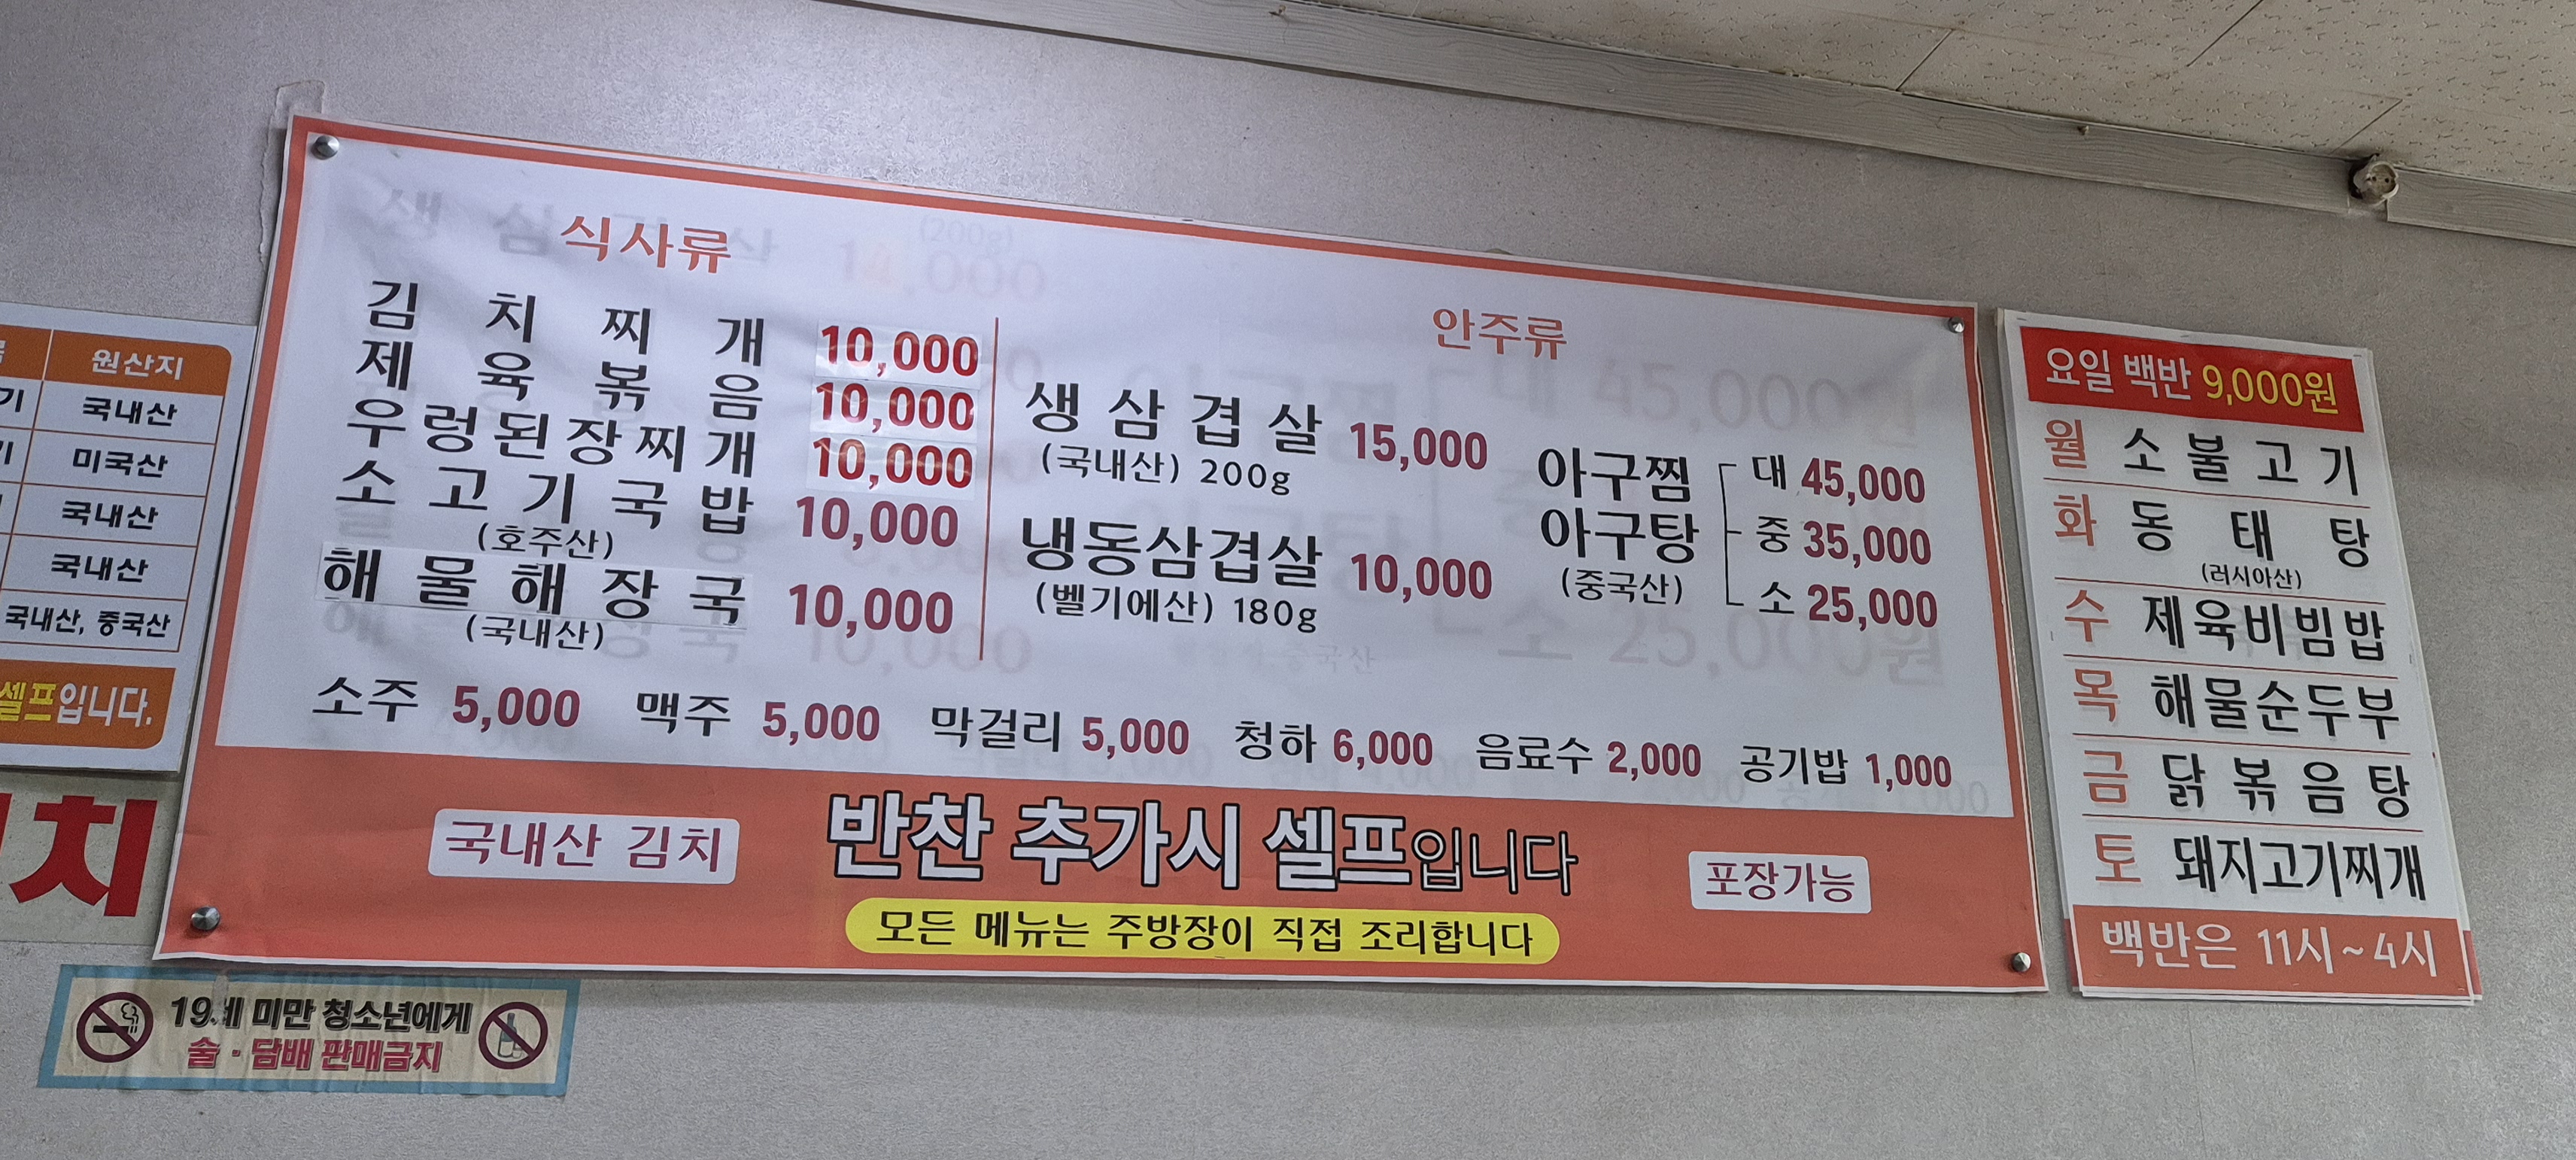 원산지
국내산
미국산
국내산
국내산
국내산, 중국산
셀프입니다.
치
식사류
김치찌개 10,000
제육볶음 10,000
우렁된장찌개 10,000
소고기국밥 10,000
(호주산)
해물해장국 10,000
(국내산)
안주류
생삼겹살 15,000
(국내산) 200g
냉동삼겹살 10,000
(벨기에산) 180g
아구찜
아구탕
(중국산)
대 45,000
중 35,000
소 25,000
소주 5,000 맥주 5,000 막걸리 5,000 청하 6,000 음료수 2,000 공기밥 1,000
국내산 김치
반찬 추가시 셀프입니다
포장가능
모든 메뉴는 주방장이 직접 조리합니다
요일 백반 9,000원
월 소불고기
화 동태탕
(러시아산)
수 제육비빔밥
목 해물순두부
금 닭볶음탕
토 돼지고기찌개
백반은 11시~4시
19세 미만 청소년에게
술·담배 판매금지